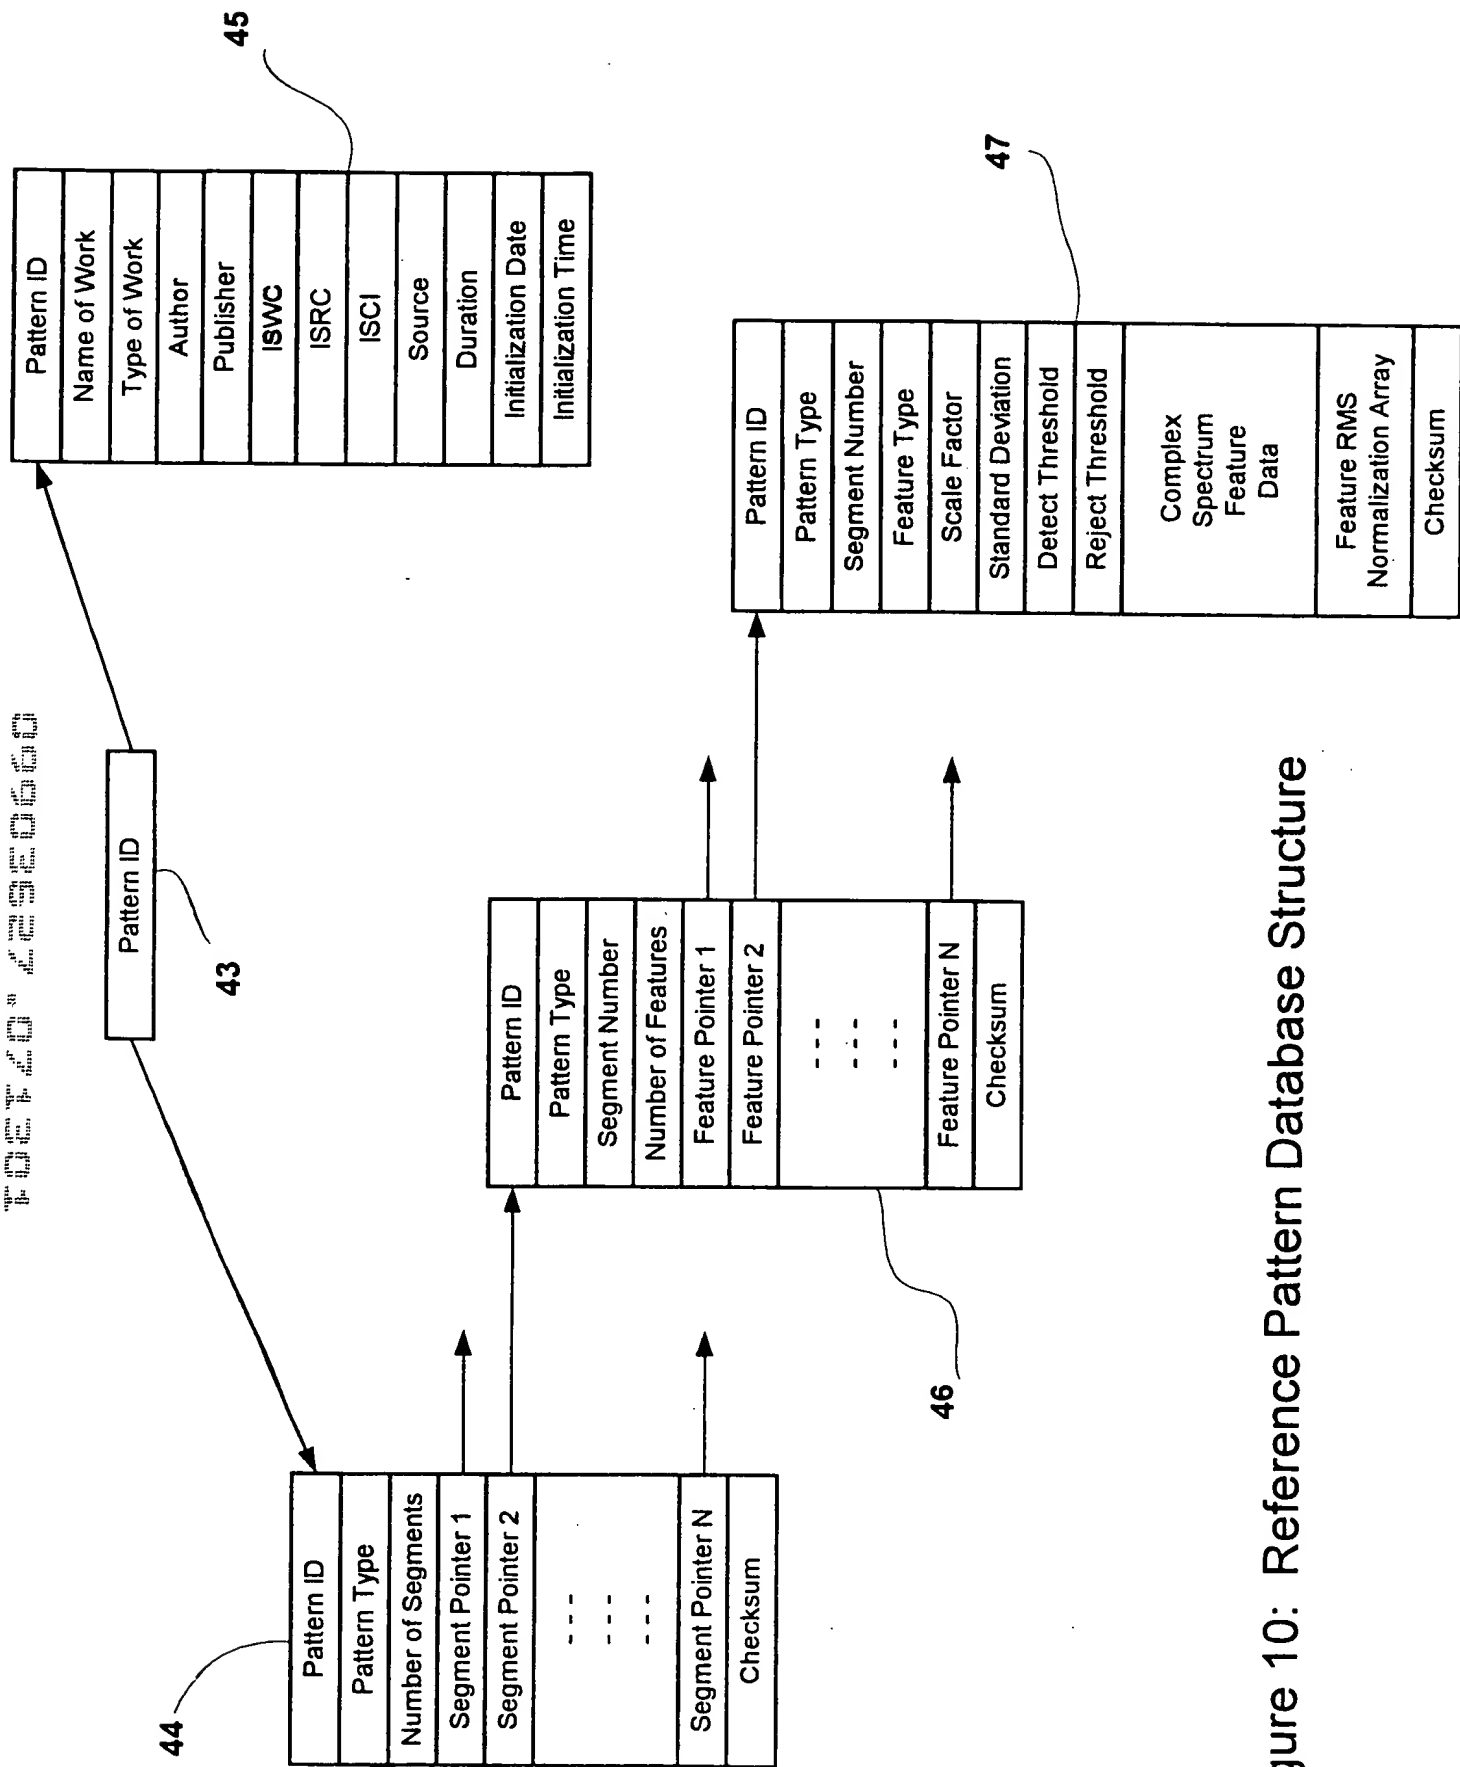 45
Pattern ID
Name of Work
Type of Work
Author
Publisher
ISWC
ISRC
ISCI
Source
Duration
Initialization Date
Initialization Time
Pattern ID
43
44
Pattern ID
Pattern Type
Number of Segments
Segment Pointer 1
Segment Pointer 2
- - -
- - -
- - -
Segment Pointer N
Checksum
Pattern ID
Pattern Type
Segment Number
Number of Features
Feature Pointer 1
Feature Pointer 2
- - -
- - -
- - -
Feature Pointer N
Checksum
46
47
Pattern ID
Pattern Type
Segment Number
Feature Type
Scale Factor
Standard Deviation
Detect Threshold
Reject Threshold
Complex
Spectrum
Feature
Data
Feature RMS
Normalization Array
Checksum
gure 10: Reference Pattern Database Structure